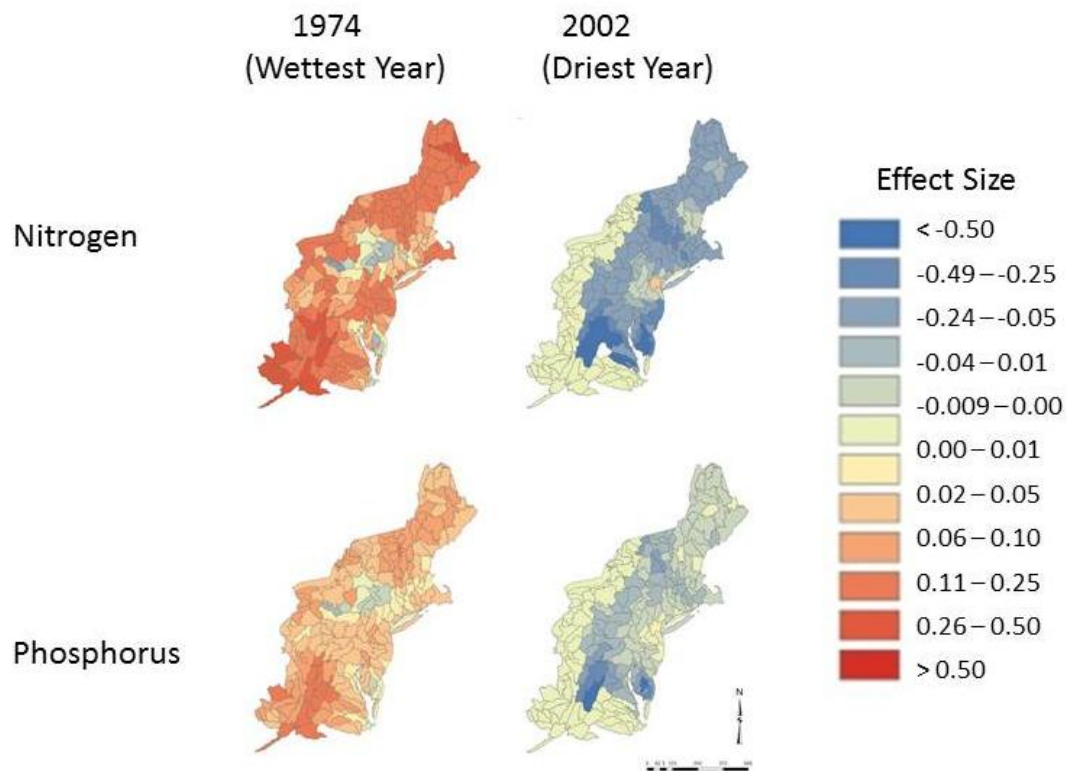 1974
(Wettest Year)
2002
(Driest Year)
Nitrogen
Phosphorus
Effect Size
< -0.50
-0.49 – -0.25
-0.24 – -0.05
-0.04 – 0.01
-0.009 – 0.00
0.00 – 0.01
0.02 – 0.05
0.06 – 0.10
0.11 – 0.25
0.26 – 0.50
> 0.50
N